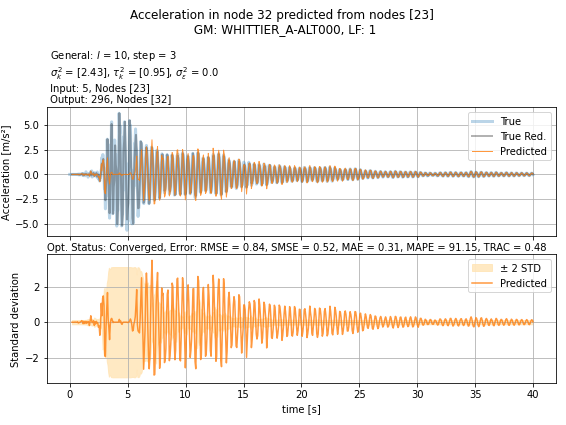 Acceleration in node 32 predicted from nodes [23]
GM: WHITTIER_A-ALT000, LF: 1
General: l = 10, step = 3
σ²ₖ = [2.43], τ²ₖ = [0.95], σ²_ε = 0.0
Input: 5, Nodes [23]
Output: 296, Nodes [32]
True
True Red.
Predicted
Acceleration [m/s²]
5.0
2.5
0.0
−2.5
−5.0
Opt. Status: Converged, Error: RMSE = 0.84, SMSE = 0.52, MAE = 0.31, MAPE = 91.15, TRAC = 0.48
± 2 STD
Predicted
Standard deviation
2
0
−2
0 5 10 15 20 25 30 35 40
time [s]